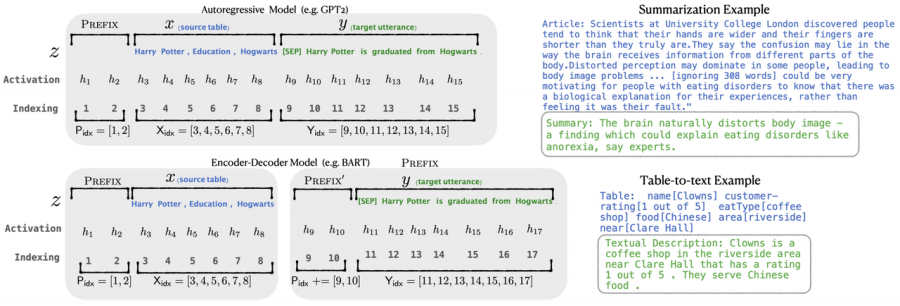 Autoregressive Model (e.g. GPT2)
PREFIX x (source table) y (target utterance)
z Harry Potter , Education , Hogwarts [SEP] Harry Potter is graduated from Hogwarts
Activation h1 h2 h3 h4 h5 h6 h7 h8 h9 h10 h11 h12 h13 h14 h15
Indexing 1 2 3 4 5 6 7 8 9 10 11 12 13 14 15
Pidx = [1, 2] Xidx = [3, 4, 5, 6, 7, 8] Yidx = [9, 10, 11, 12, 13, 14, 15]
Encoder-Decoder Model (e.g. BART) PREFIX
PREFIX x (source table) PREFIX′ y (target utterance)
z Harry Potter , Education , Hogwarts [SEP] Harry Potter is graduated from Hogwarts
Activation h1 h2 h3 h4 h5 h6 h7 h8 h9 h10 h11 h12 h13 h14 h15 h16 h17
Indexing 1 2 3 4 5 6 7 8 9 10 11 12 13 14 15 16 17
Pidx = [1, 2] Xidx = [3, 4, 5, 6, 7, 8] Pidx += [9, 10] Yidx = [11, 12, 13, 14, 15, 16, 17]
Summarization Example
Article: Scientists at University College London discovered people
tend to think that their hands are wider and their fingers are
shorter than they truly are.They say the confusion may lie in the
way the brain receives information from different parts of the
body.Distorted perception may dominate in some people, leading to
body image problems ... [ignoring 308 words] could be very
motivating for people with eating disorders to know that there was
a biological explanation for their experiences, rather than
feeling it was their fault."
Summary: The brain naturally distorts body image –
a finding which could explain eating disorders like
anorexia, say experts.
Table-to-text Example
Table: name[Clowns] customer-
rating[1 out of 5] eatType[coffee
shop] food[Chinese] area[riverside]
near[Clare Hall]
Textual Description: Clowns is a
coffee shop in the riverside area
near Clare Hall that has a rating
1 out of 5 . They serve Chinese
food .